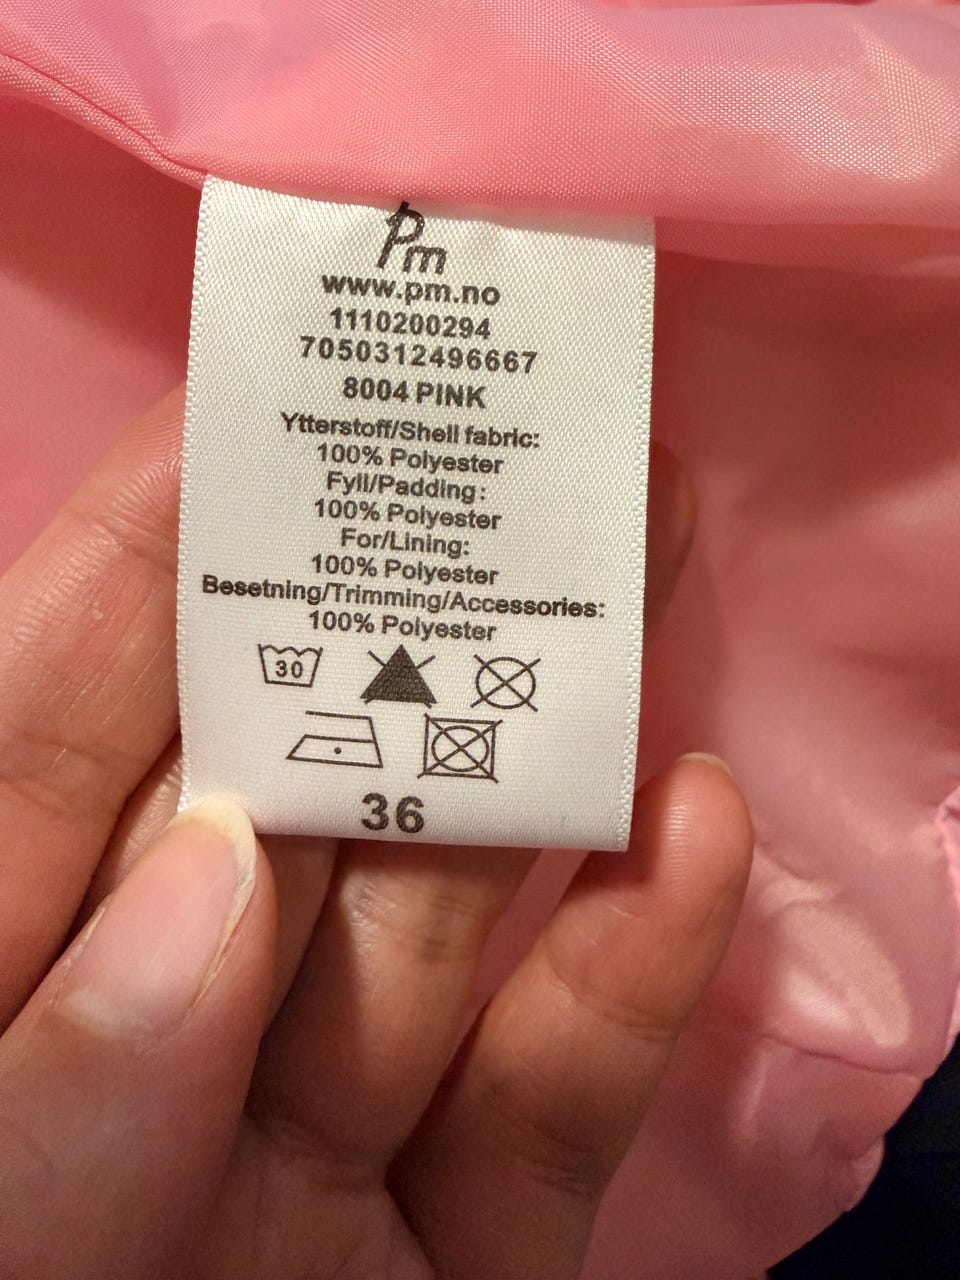 Pm
www.pm.no
1110200294
7050312496667
8004 PINK
Ytterstoff/Shell fabric:
100% Polyester
Fyll/Padding:
100% Polyester
For/Lining:
100% Polyester
Besetning/Trimming/Accessories:
100% Polyester
30
36